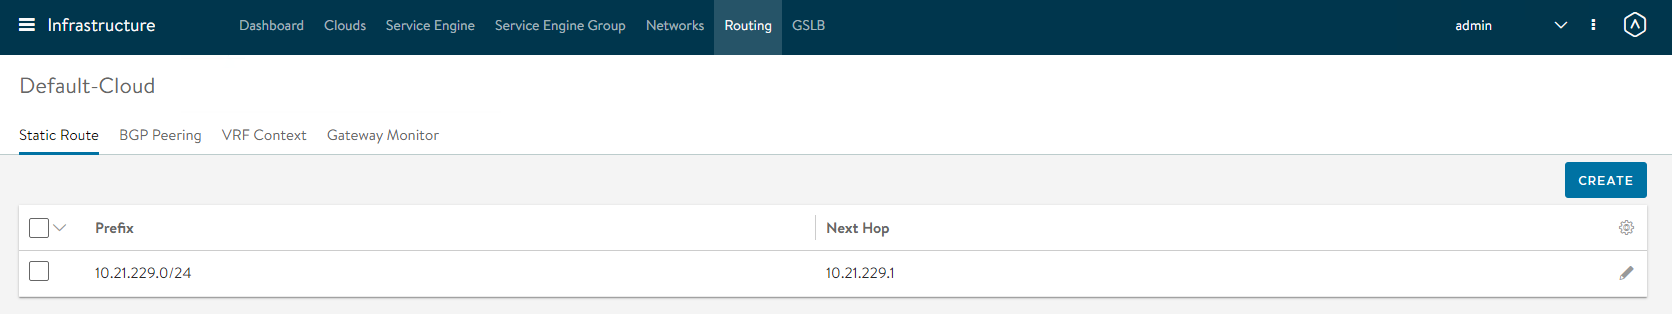 Infrastructure Dashboard Clouds Service Engine Service Engine Group Networks Routing GSLB admin
Default-Cloud
Static Route BGP Peering VRF Context Gateway Monitor
CREATE
Prefix Next Hop
10.21.229.0/24 10.21.229.1